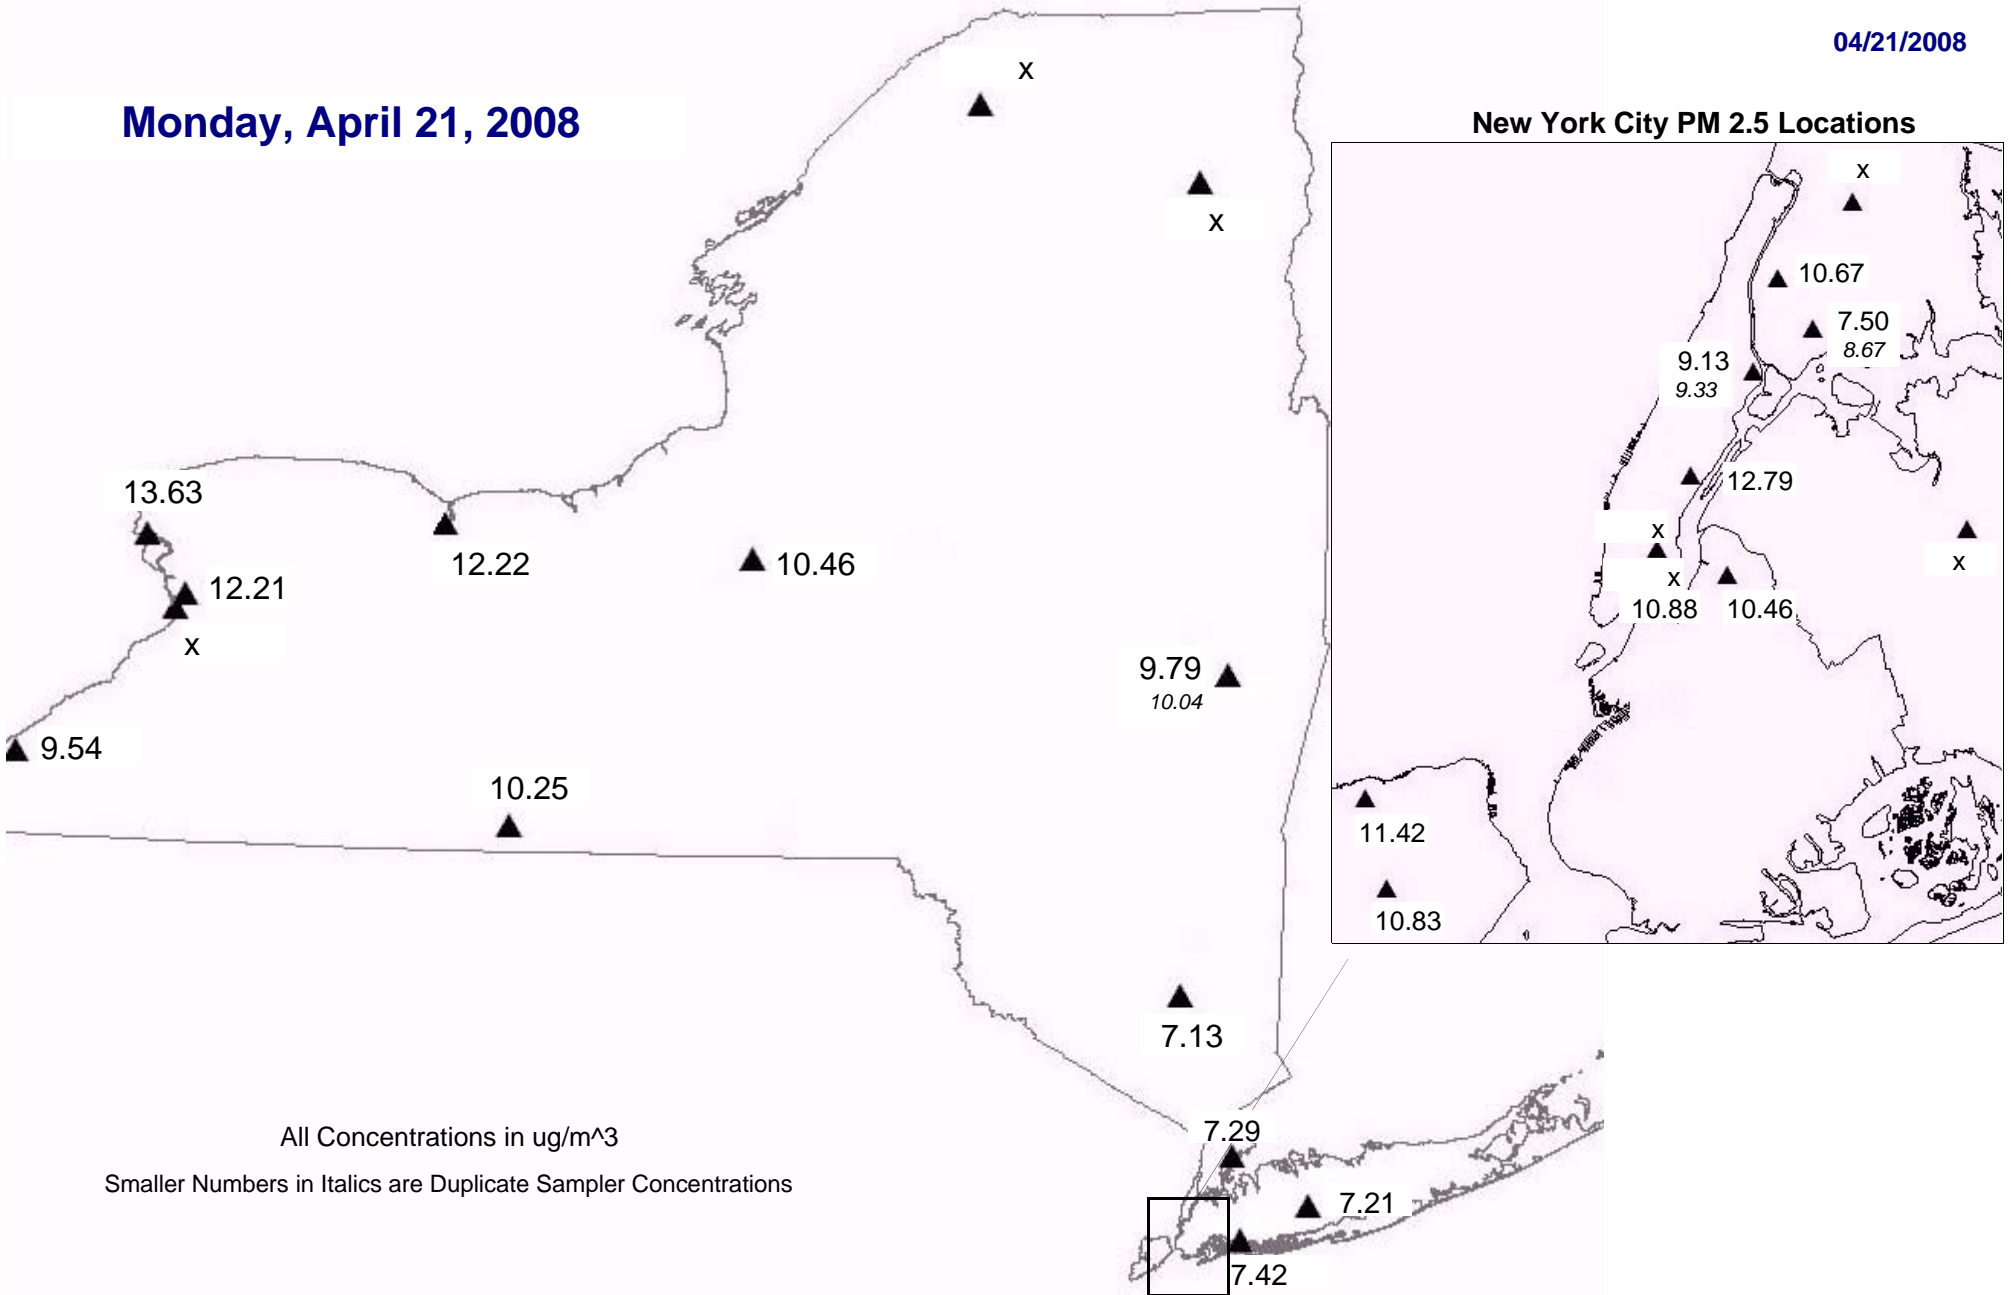 04/21/2008
Monday, April 21, 2008
New York City PM 2.5 Locations
x
x
13.63
12.22
12.21
x
10.46
9.79
10.04
9.54
10.25
7.13
7.29
7.21
7.42
x
10.67
7.50
8.67
9.13
9.33
12.79
x
x
10.88
10.46
x
11.42
10.83
All Concentrations in ug/m^3
Smaller Numbers in Italics are Duplicate Sampler Concentrations